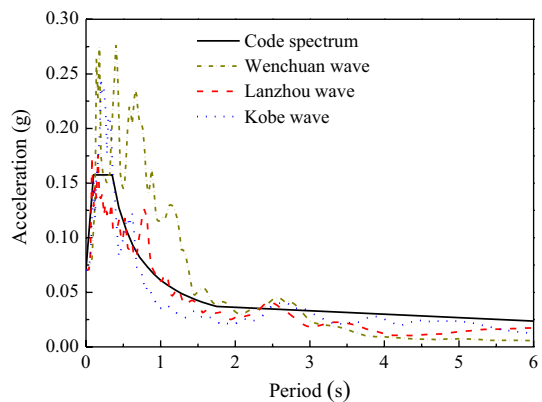 0.30
0.25
0.20
0.15
0.10
0.05
0.00
Acceleration (g)
Code spectrum
Wenchuan wave
Lanzhou wave
Kobe wave
0 1 2 3 4 5 6
Period (s)